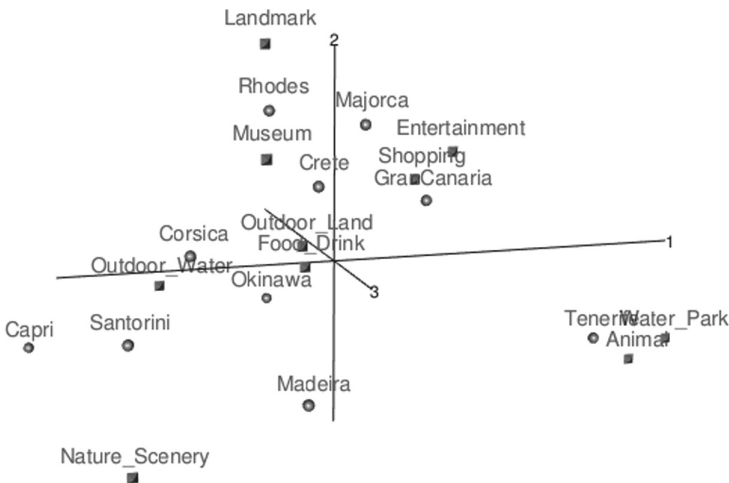 Landmark
2
Rhodes
Majorca
Museum
Entertainment
Crete
Shopping
Gran Canaria
Outdoor_Land
Corsica
Food_Drink
1
Outdoor_Water
Okinawa
3
Capri
Santorini
Tenerife
Water_Park
Animal
Madeira
Nature_Scenery